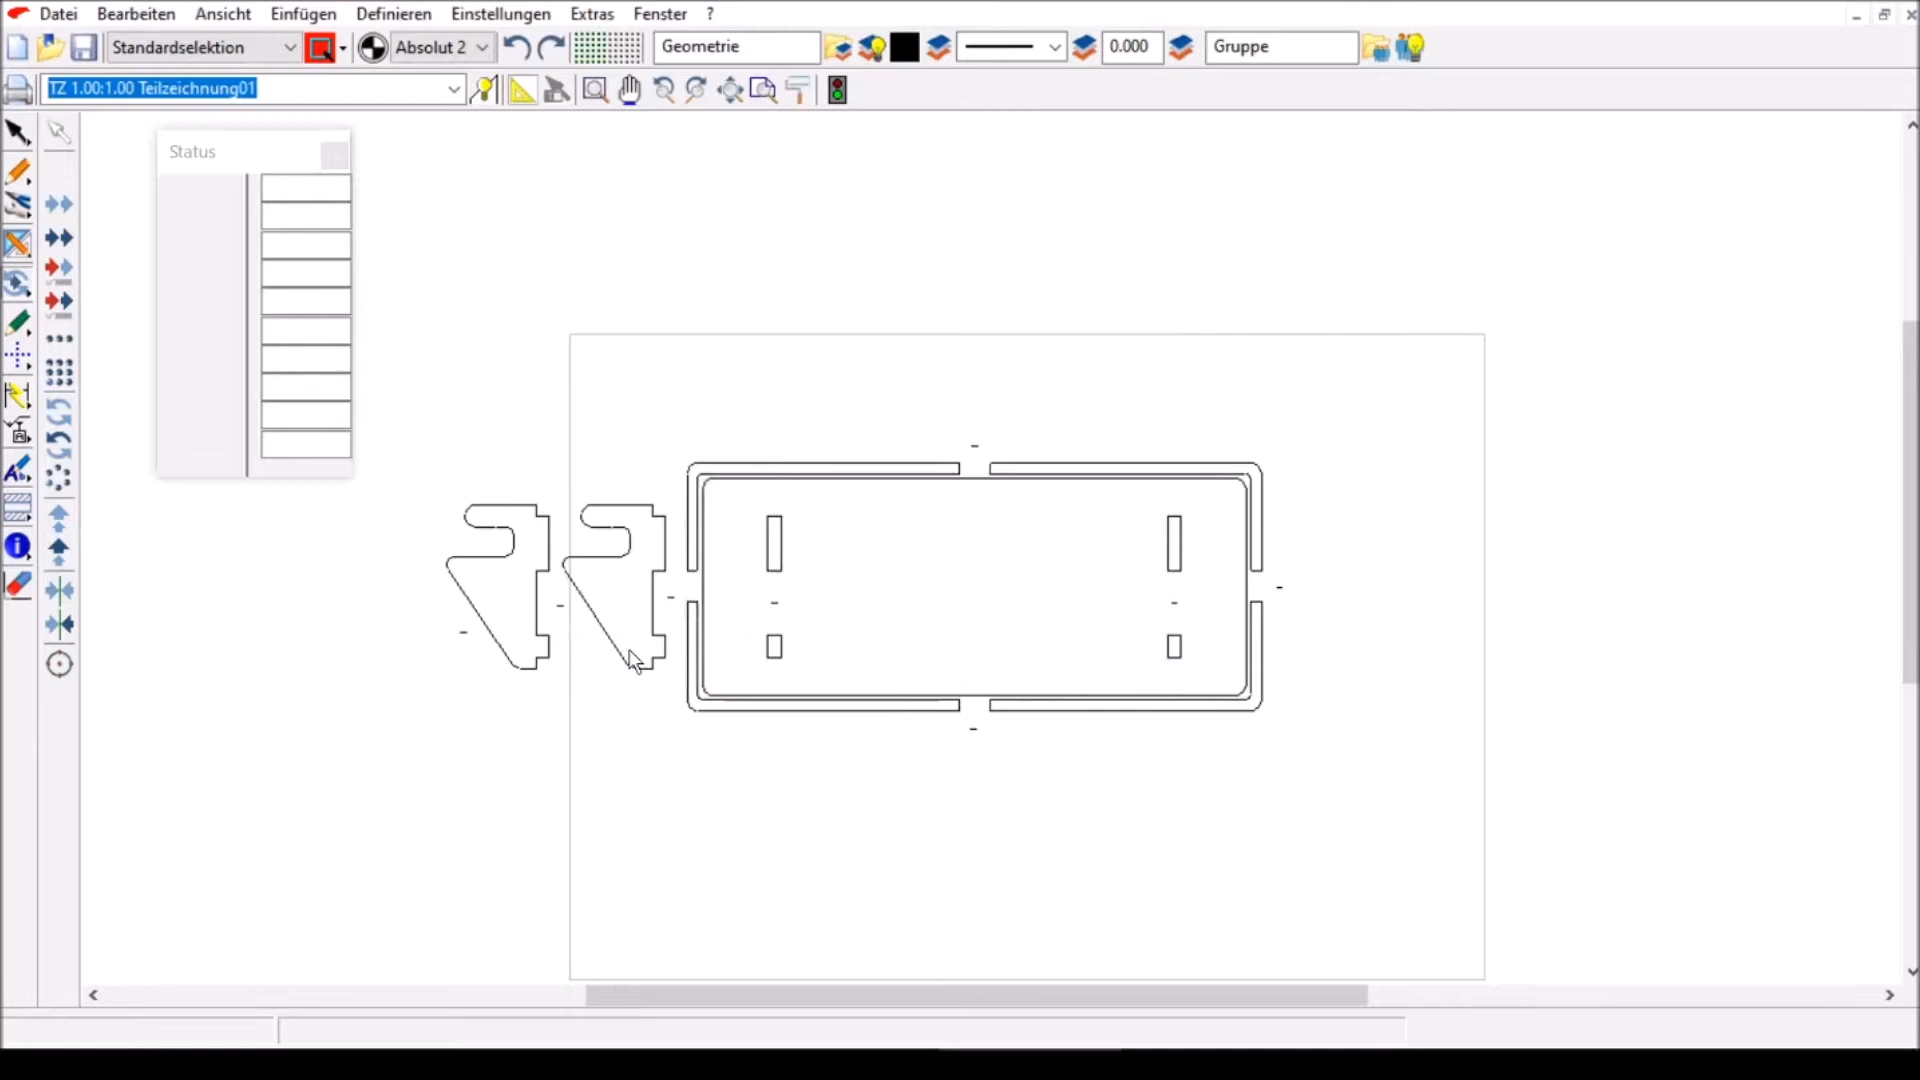 Datei Bearbeiten Ansicht Einfügen Definieren Einstellungen Extras Fenster ?
Standardselektion Absolut 2 Geometrie 0.000 Gruppe
TZ 1.00:1.00 Teilzeichnung01
Status